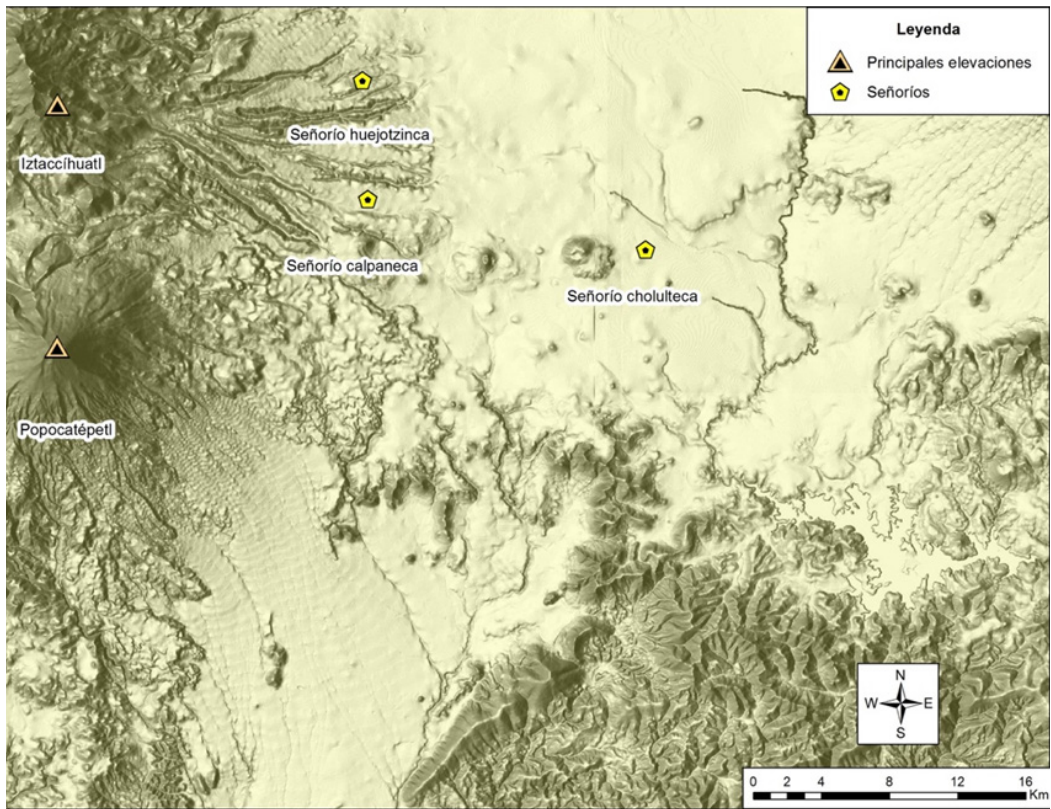 Leyenda
Principales elevaciones
Señoríos
Iztaccíhuatl
Señorío huejotzinca
Señorío calpaneca
Señorío cholulteca
Popocatépetl
N
W E
S
0 2 4 8 12 16
Km